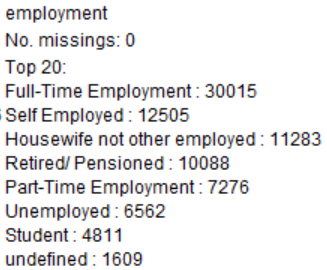 employment
No. missings: 0
Top 20:
Full-Time Employment : 30015
Self Employed : 12505
Housewife not other employed : 11283
Retired/ Pensioned : 10088
Part-Time Employment : 7276
Unemployed : 6562
Student : 4811
undefined : 1609